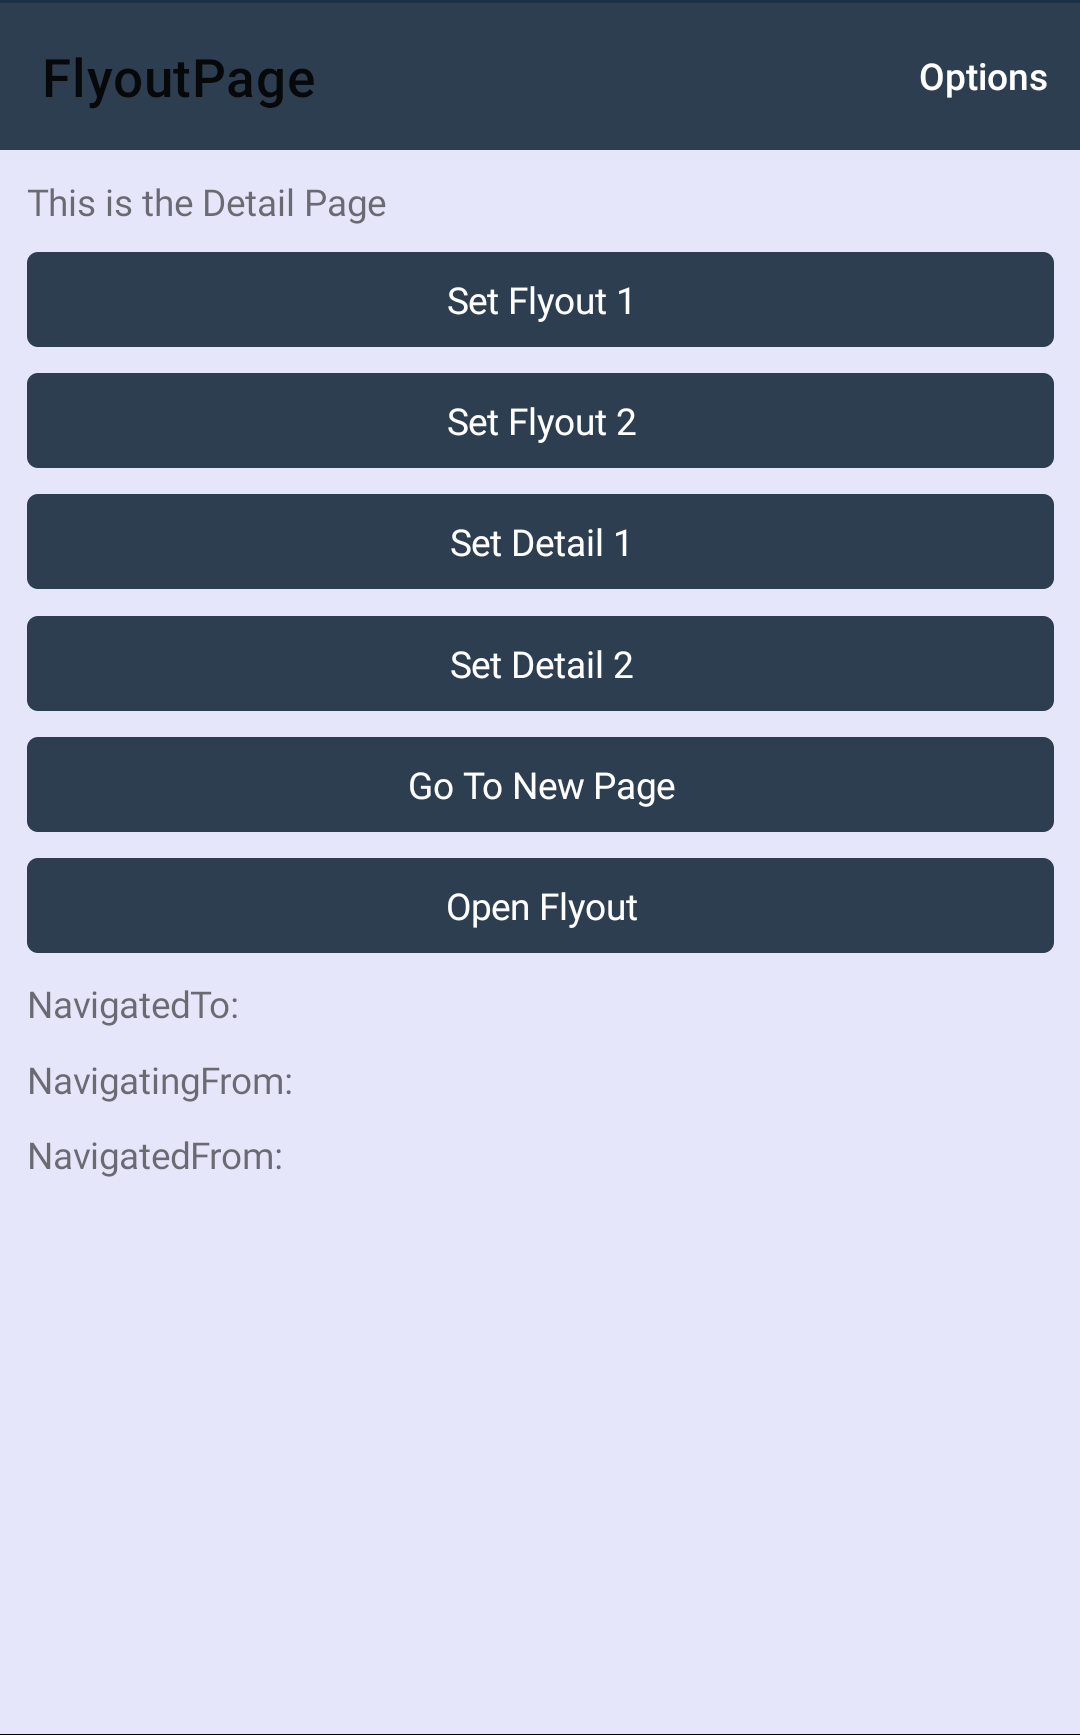 FlyoutPage
Options
This is the Detail Page
Set Flyout 1
Set Flyout 2
Set Detail 1
Set Detail 2
Go To New Page
Open Flyout
NavigatedTo:
NavigatingFrom:
NavigatedFrom: